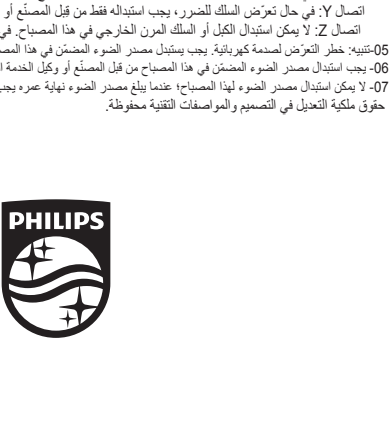 اتصال Y: في حال تعرّض السلك للضرر، يجب استبداله فقط من قِبل المصنّع أو
اتصال Z: لا يمكن استبدال الكبل أو السلك المرن الخارجي في هذا المصباح. في
05-تنبيه: خطر التعرّض لصدمة كهربائية. يجب يستبدل مصدر الضوء المضمّن في هذا
06- يجب استبدال مصدر الضوء المضمّن في هذا المصباح من قبل المصنّع أو وكيل الخدمة
07- لا يمكن استبدال مصدر الضوء لهذا المصباح؛ عندما يبلغ مصدر الضوء نهاية عمره يجب
حقوق ملكية التعديل في التصميم والمواصفات التقنية محفوظة.
PHILIPS